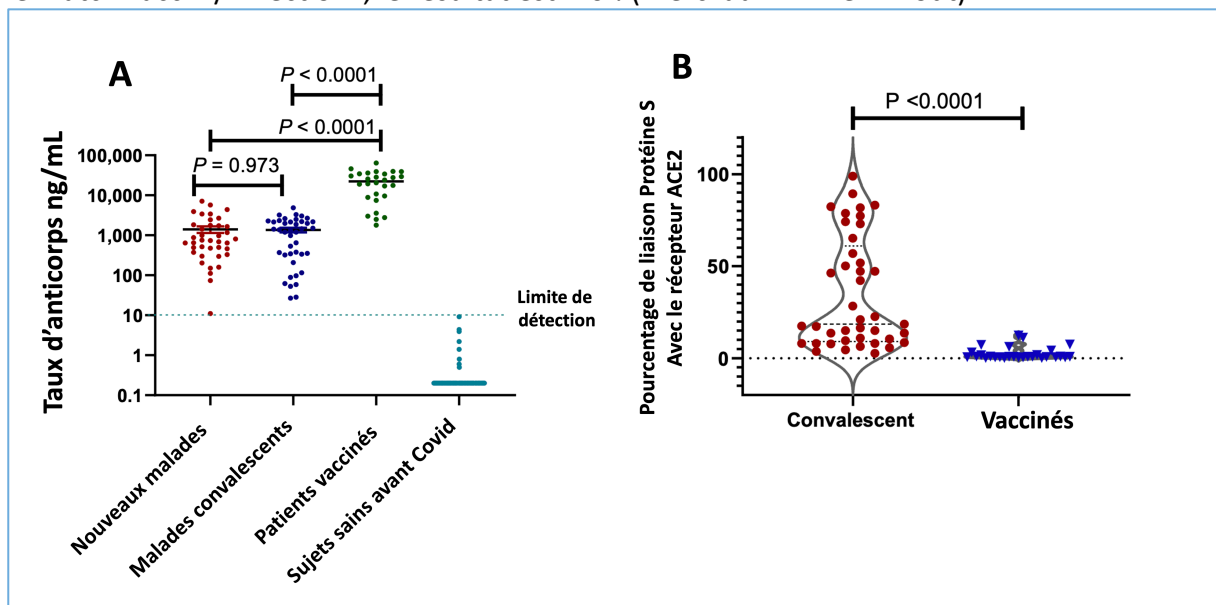 A
P < 0.0001
P < 0.0001
P = 0.973
Taux d'anticorps ng/mL
100,000
10,000
1,000
100
10
1
0.1
Limite de
détection
Nouveaux malades
Malades convalescents
Patients vaccinés
Sujets sains avant Covid
B
P <0.0001
Pourcentage de liaison Protéine S
Avec le récepteur ACE2
100
50
0
Convalescent
Vaccinés